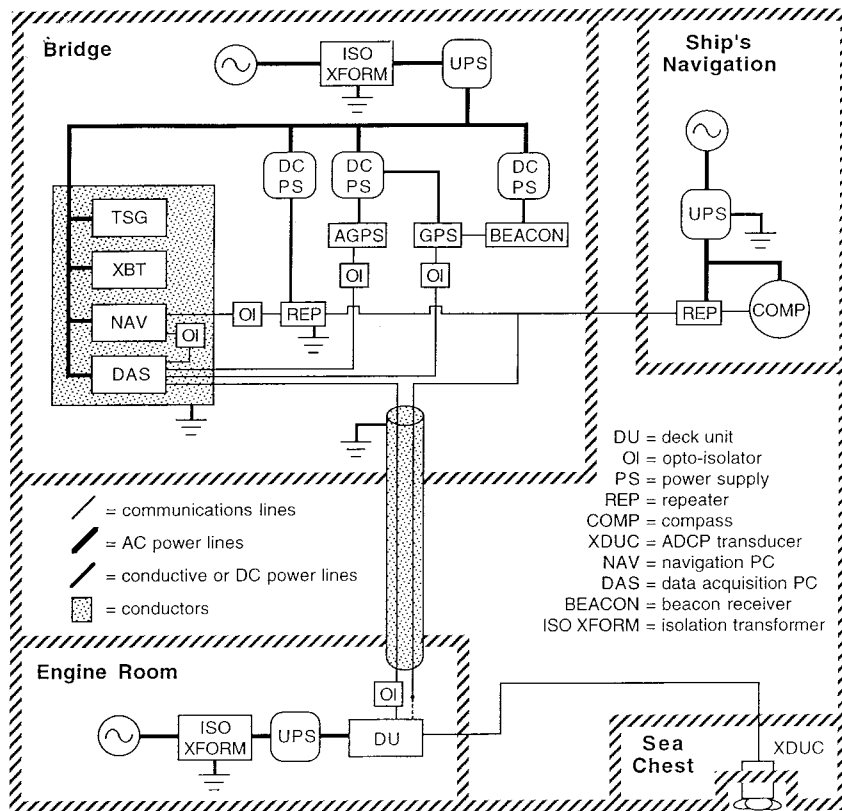 Bridge
ISO
XFORM
UPS
Ship's
Navigation
DC
PS
DC
PS
DC
PS
UPS
TSG
AGPS
GPS
BEACON
XBT
OI
OI
NAV
OI
REP
REP
COMP
OI
DAS
DU = deck unit
OI = opto-isolator
PS = power supply
REP = repeater
COMP = compass
XDUC = ADCP transducer
NAV = navigation PC
DAS = data acquisition PC
BEACON = beacon receiver
ISO XFORM = isolation transformer
= communications lines
= AC power lines
= conductive or DC power lines
= conductors
Engine Room
OI
ISO
XFORM
UPS
DU
Sea
Chest
XDUC